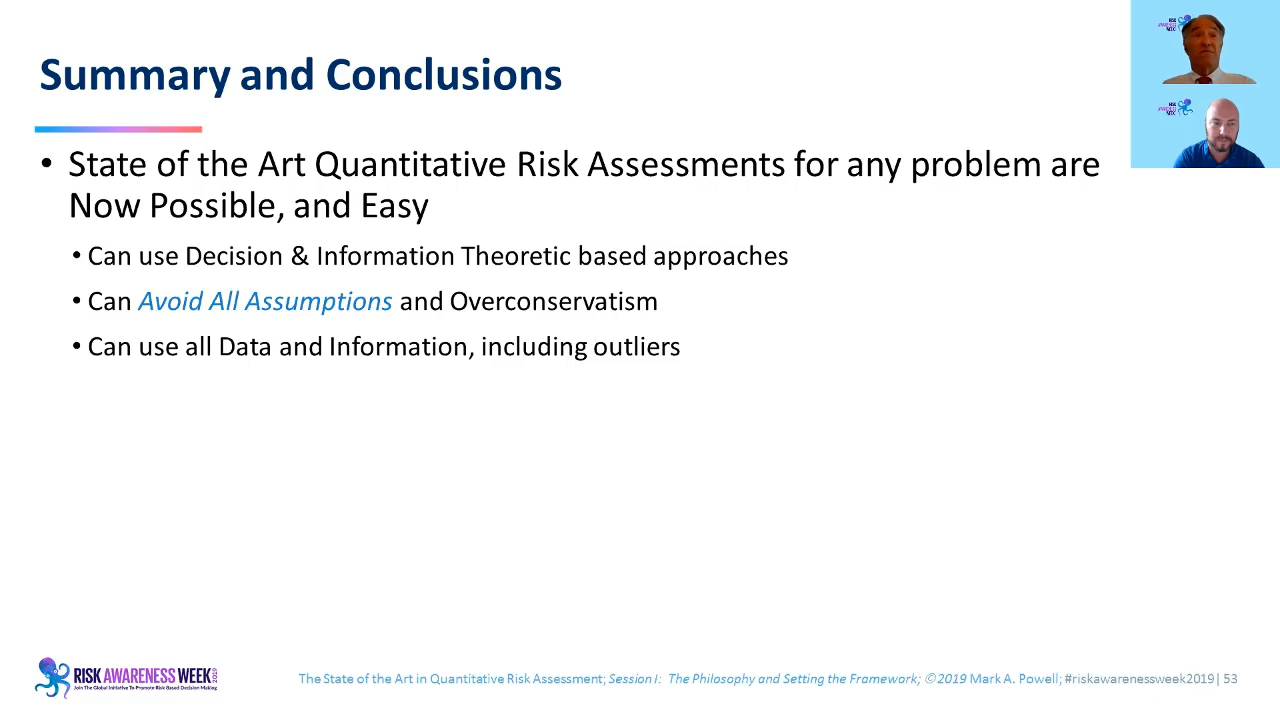 Summary and Conclusions
• State of the Art Quantitative Risk Assessments for any problem are
Now Possible, and Easy
• Can use Decision & Information Theoretic based approaches
• Can Avoid All Assumptions and Overconservatism
• Can use all Data and Information, including outliers
RISK AWARENESS WEEK 2019
Join The Global Initiative To Promote Risk Based Decision Making
The State of the Art in Quantitative Risk Assessment; Session I: The Philosophy and Setting the Framework; ©2019 Mark A. Powell; #riskawarenessweek2019| 53